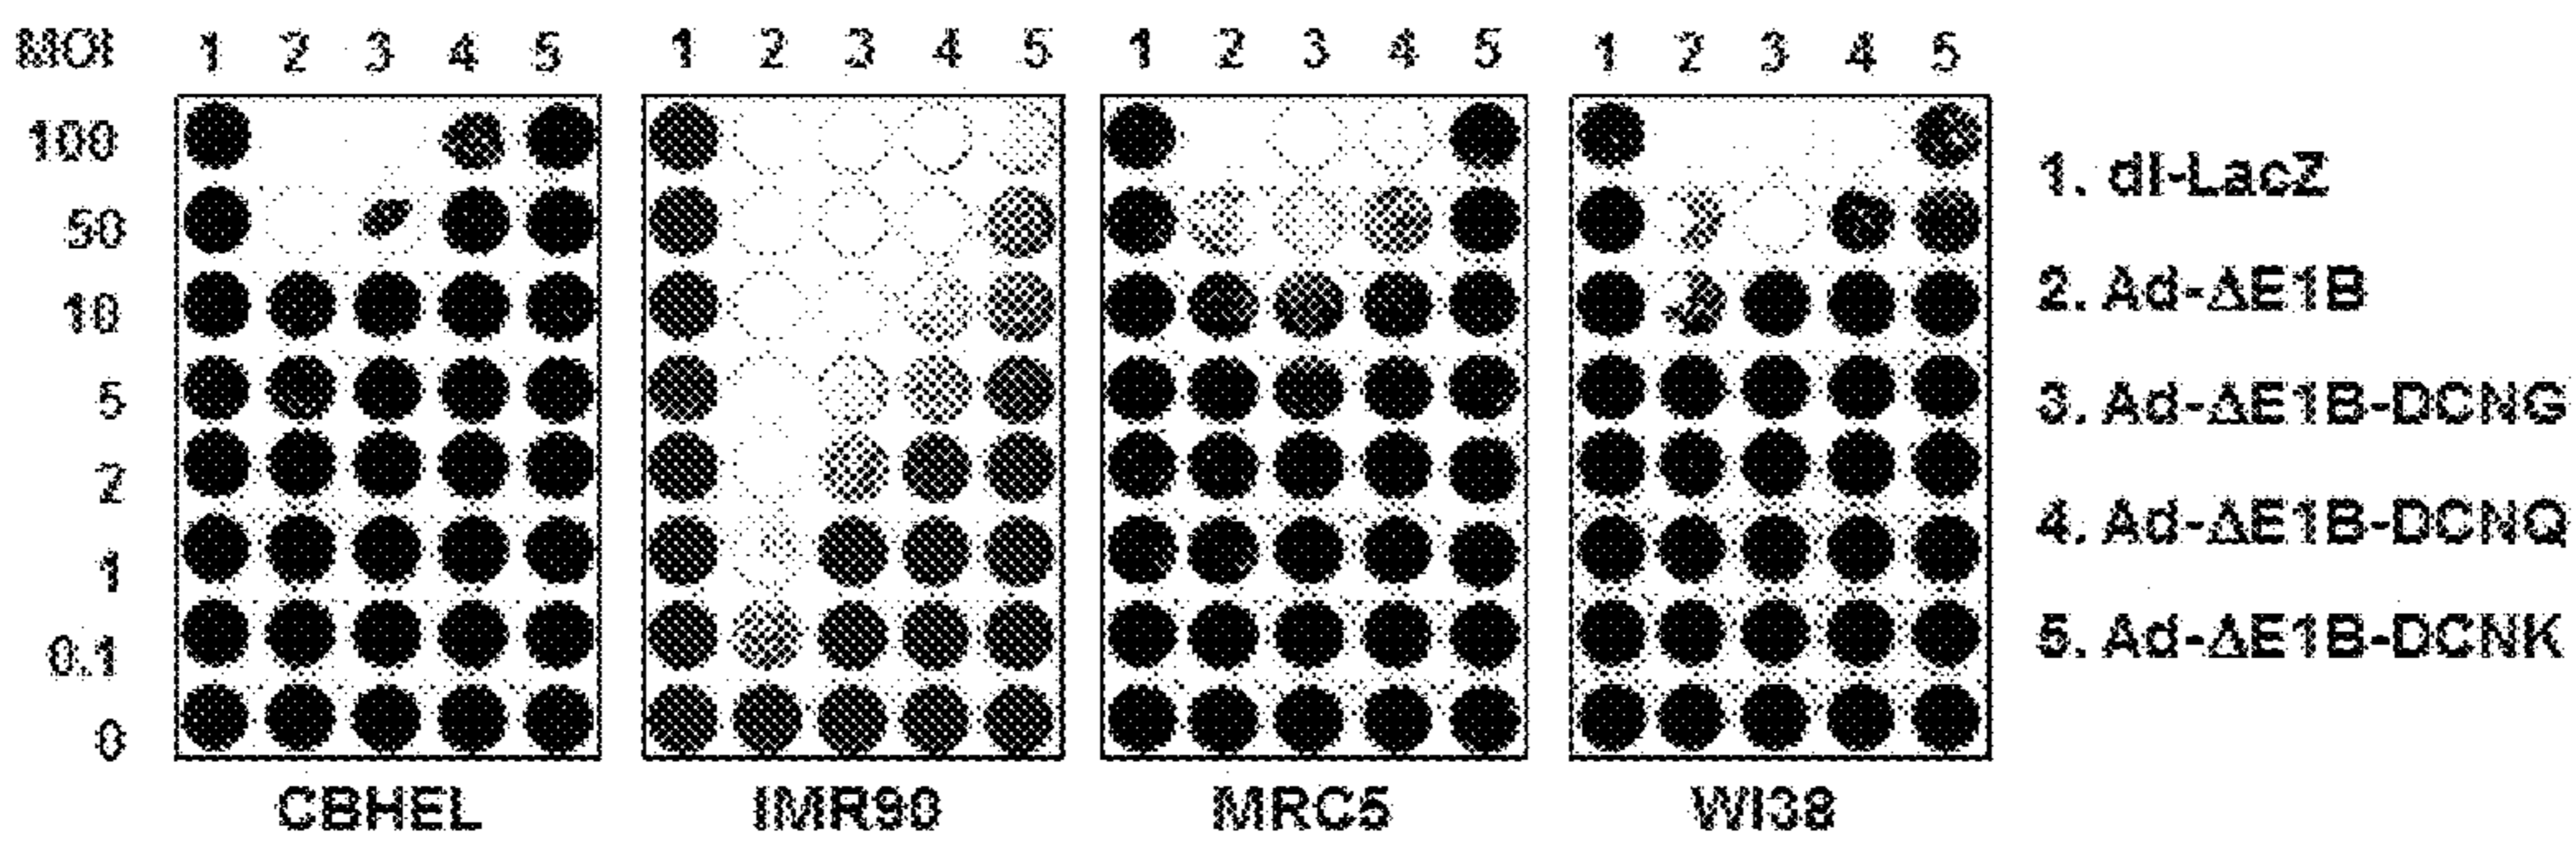 MOI 1 2 3 4 5 1 2 3 4 5 1 2 3 4 5 1 2 3 4 5
100
50
10
5
2
1
0.1
0
CBHEL IMR90 MRC5 WI38
1. dl-LacZ
2. Ad-ΔE1B
3. Ad-ΔE1B-DCNG
4. Ad-ΔE1B-DCNQ
5. Ad-ΔE1B-DCNK